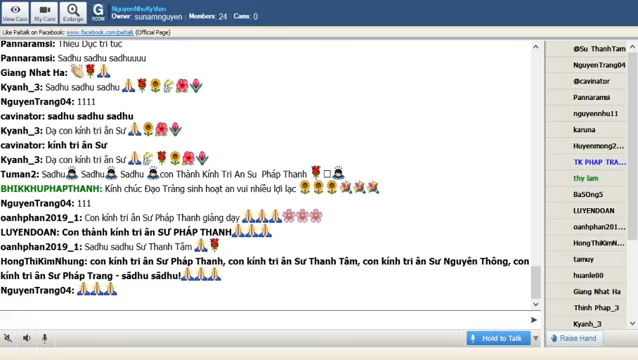 NguyenNhuKyVien
Owner: sunamnguyen Members: 24 Cams: 0
View Cam My Cam Enlarge G ROOM
Like Paltalk on Facebook: www.facebook.com/paltalk (Official Page)
Pannaramsi: Thieu Dục tri tuc
Pannaramsi: Sadhu sadhu sadhuuuu
Giang Nhat Ha:
Kyanh_3: Sadhu sadhu sadhu
NguyenTrang04: 1111
cavinator: sadhu sadhu sadhu
Kyanh_3: Dạ con kính tri ân Sư
cavinator: kính tri ân Sư
Kyanh_3: Dạ con kính tri ân Sư
Tuman2: Sadhu Sadhu Sadhu con Thành Kính Tri An Su Pháp Thanh
BHIKKHUPHAPTHANH: Kính chúc Đạo Tràng sinh hoạt an vui nhiều lợi lạc
NguyenTrang04: 111
oanhphan2019_1: Con kính tri ân Sư Pháp Thanh giảng dạy
LUYENDOAN: Con thành kính tri ân SƯ PHÁP THANH
oanhphan2019_1: Sadhu sadhu Sư Thanh Tâm
HongThiKimNhung: con kính tri ân Sư Pháp Thanh, con kính tri ân Sư Thanh Tâm, con kính tri ân Sư Nguyên Thông, con
kính tri ân Sư Pháp Trang - sādhu sādhu!
NguyenTrang04:
@Su ThanhTam
NguyenTrang04
@cavinator
Pannaramsi
nguyennhu11
karuna
Huyenmong2...
TK PHAP TRA...
thy lam
Ba5Ong5
LUYENDOAN
oanhphan201...
HongThiKimN...
tamuy
huanle00
Giang Nhat Ha
Thinh Phap_3
Kyanh_3
Hold to Talk
Raise Hand